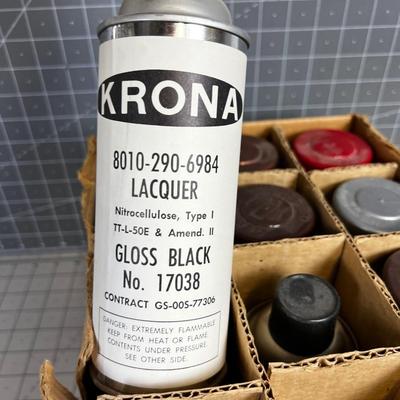 KRONA
8010-290-6984
LACQUER
Nitrocellulose, Type I
TT-L-50E & Amend. II
GLOSS BLACK
No. 17038
CONTRACT GS-00S-77306
DANGER: EXTREMELY FLAMMABLE
KEEP FROM HEAT OR FLAME.
CONTENTS UNDER PRESSURE.
SEE OTHER SIDE.